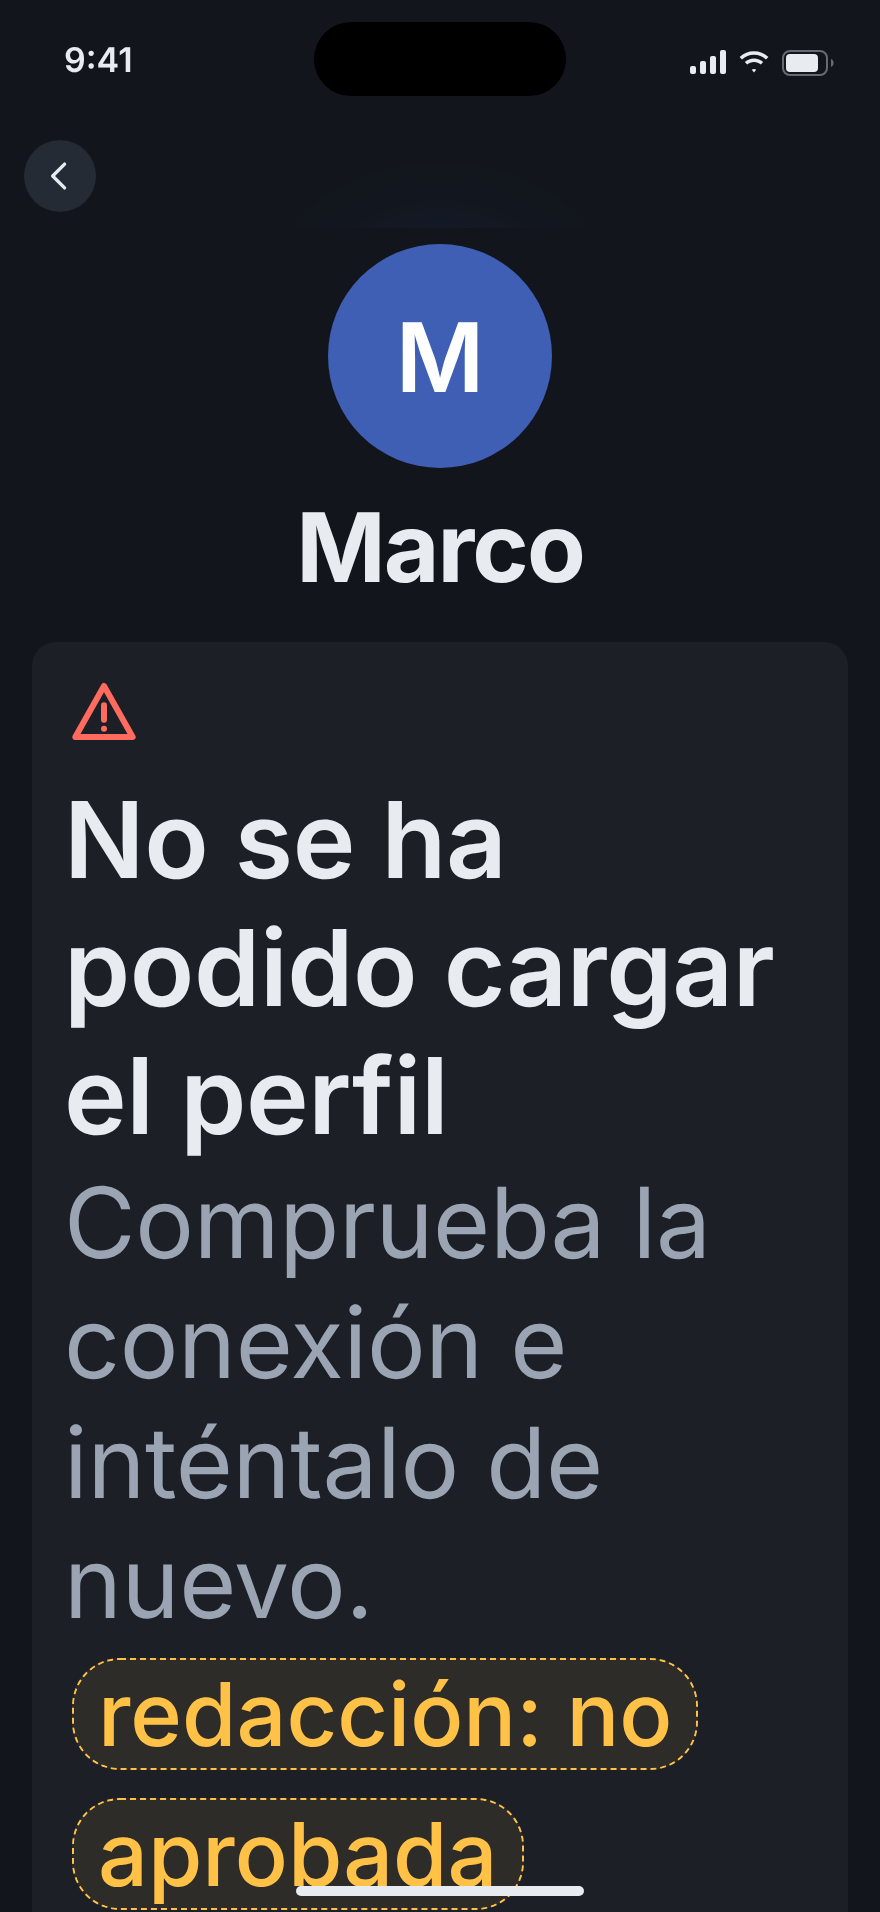 9:41
M
Marco
No se ha
podido cargar
el perfil
Comprueba la
conexión e
inténtalo de
nuevo.
redacción: no
aprobada